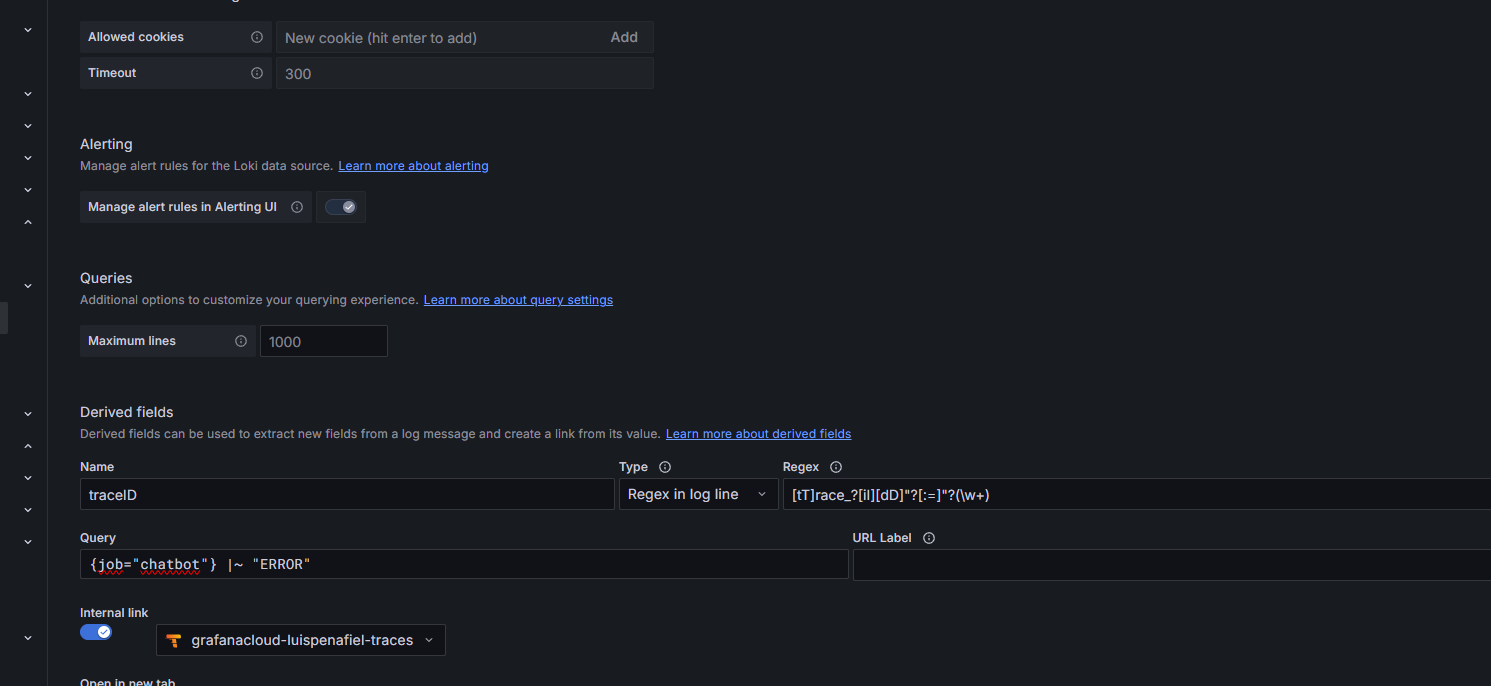 Allowed cookies New cookie (hit enter to add) Add
Timeout 300
Alerting
Manage alert rules for the Loki data source. Learn more about alerting
Manage alert rules in Alerting UI
Queries
Additional options to customize your querying experience. Learn more about query settings
Maximum lines 1000
Derived fields
Derived fields can be used to extract new fields from a log message and create a link from its value. Learn more about derived fields
Name Type Regex
traceID Regex in log line [tT]race_?[iI][dD]"?[:=]"?(\w+)
Query URL Label
{job="chatbot"} |~ "ERROR"
Internal link
grafanacloud-luispenafiel-traces
Open in new tab